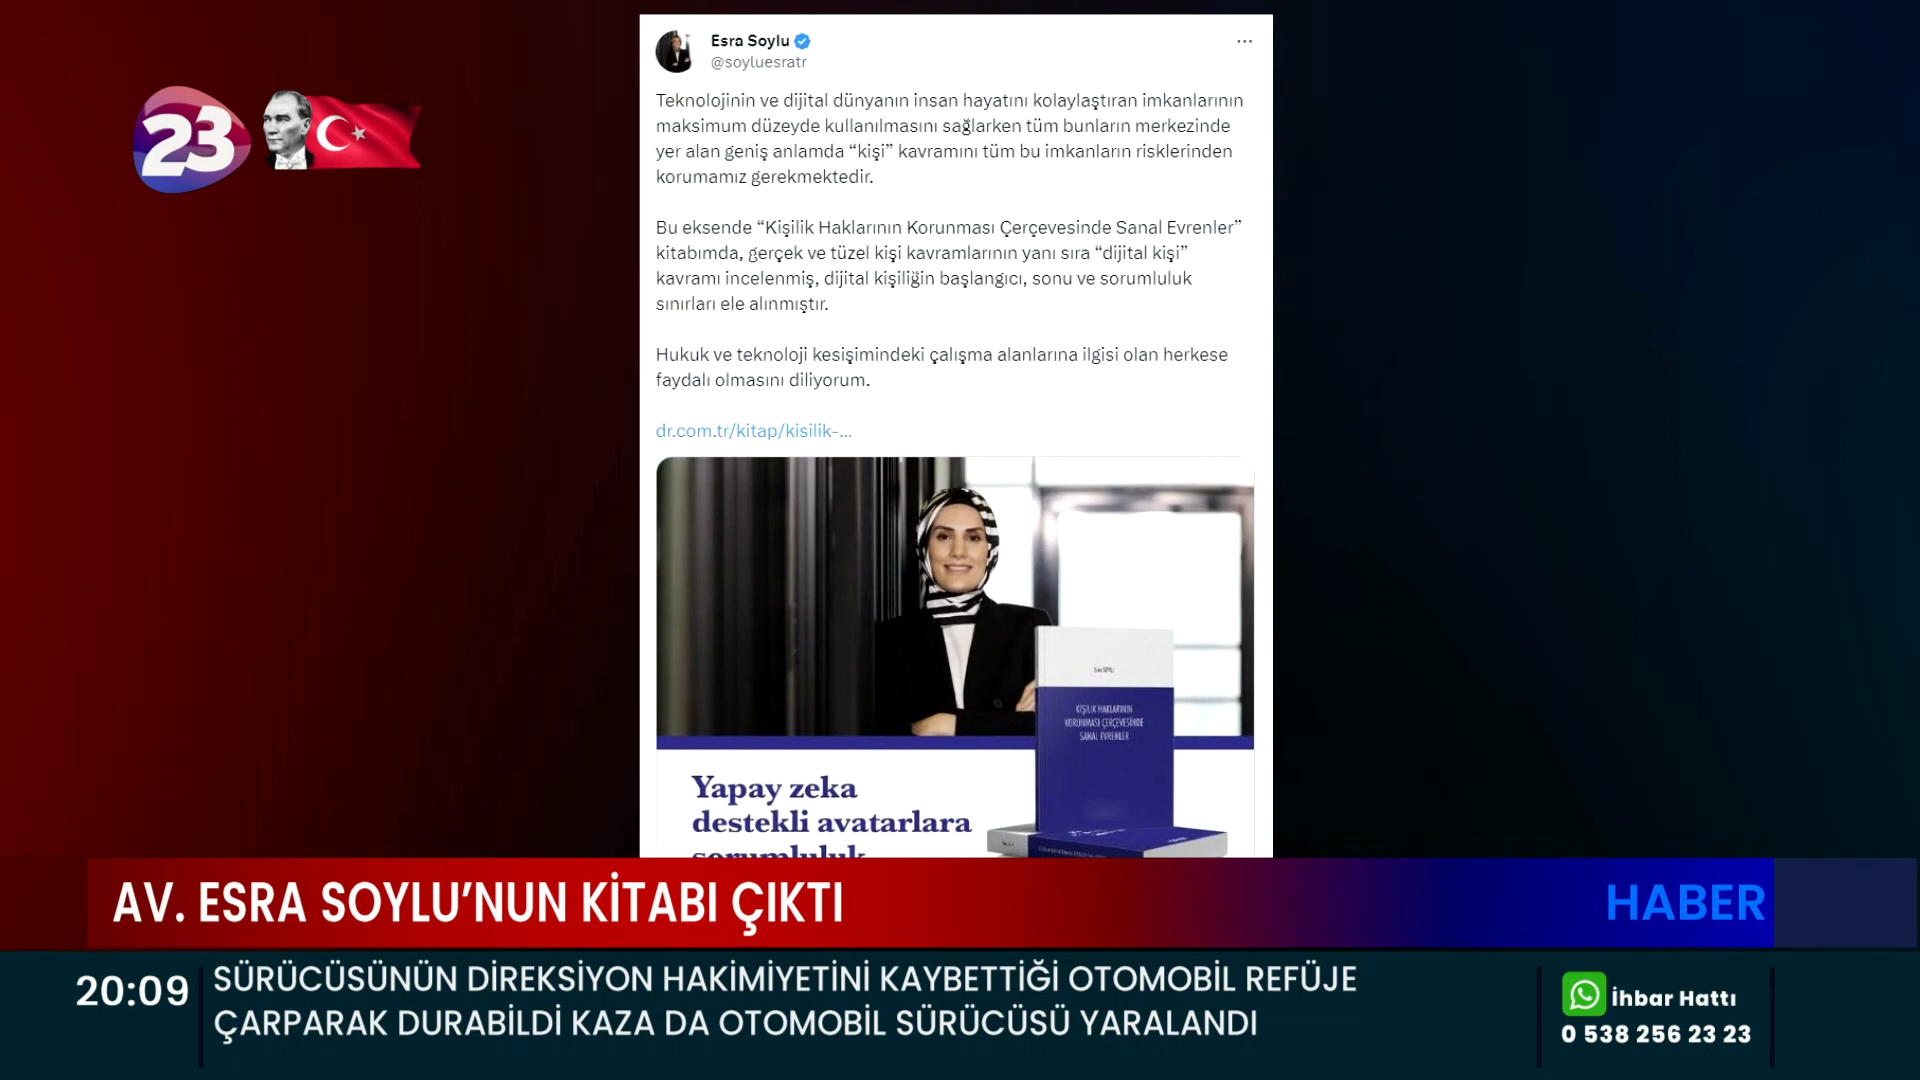 23
Esra Soylu
@soyluesratr
Teknolojinin ve dijital dünyanın insan hayatını kolaylaştıran imkanlarının
maksimum düzeyde kullanılmasını sağlarken tüm bunların merkezinde
yer alan geniş anlamda “kişi” kavramını tüm bu imkanların risklerinden
korumamız gerekmektedir.
Bu eksende “Kişilik Haklarının Korunması Çerçevesinde Sanal Evrenler”
kitabımda, gerçek ve tüzel kişi kavramlarının yanı sıra “dijital kişi”
kavramı incelenmiş, dijital kişiliğin başlangıcı, sonu ve sorumluluk
sınırları ele alınmıştır.
Hukuk ve teknoloji kesişimindeki çalışma alanlarına ilgisi olan herkese
faydalı olmasını diliyorum.
dr.com.tr/kitap/kisilik-...
Esra SOYLU
KİŞİLİK HAKLARININ
KORUNMASI ÇERÇEVESİNDE
SANAL EVRENLER
Yapay zeka
destekli avatarlara
sorumluluk
AV. ESRA SOYLU’NUN KİTABI ÇIKTI
HABER
20:09
SÜRÜCÜSÜNÜN DİREKSİYON HAKİMİYETİNİ KAYBETTİĞİ OTOMOBİL REFÜJE
ÇARPARAK DURABİLDİ KAZA DA OTOMOBİL SÜRÜCÜSÜ YARALANDI
İhbar Hattı
0 538 256 23 23